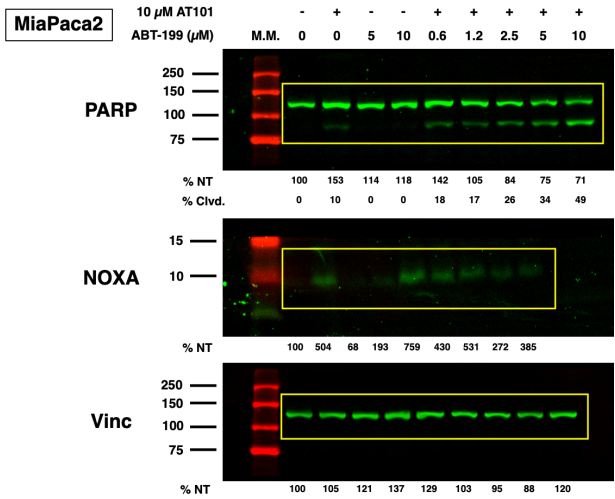 MiaPaca2
10 µM AT101 - + - - + + + + +
ABT-199 (µM) M.M. 0 0 5 10 0.6 1.2 2.5 5 10
PARP
250
150
100
75
% NT 100 153 114 118 142 105 84 75 71
% Clvd. 0 10 0 0 18 17 26 34 49
NOXA
15
10
% NT 100 504 68 193 759 430 531 272 385
Vinc
250
150
100
75
% NT 100 105 121 137 129 103 95 88 120